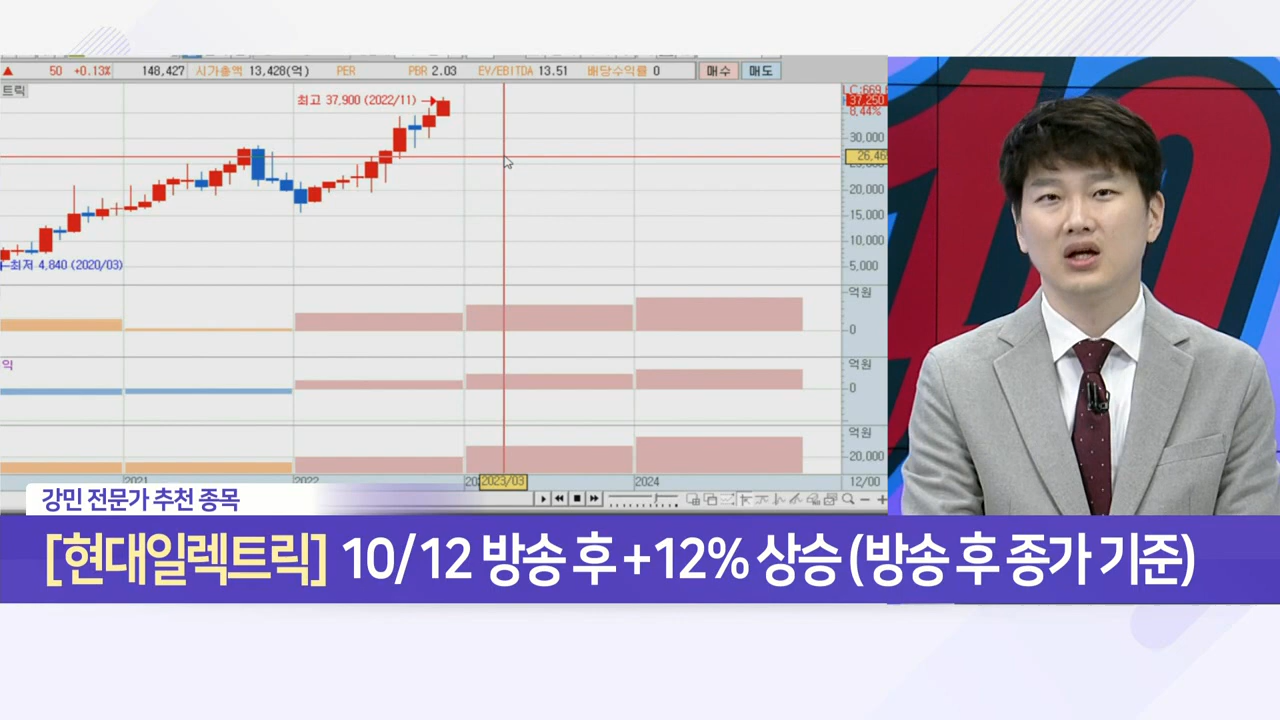 ▲ 50 +0.13% 148,427 시가총액 13,428(억) PER PBR 2.03 EV/EBITDA 13.51 배당수익률 0 매수 매도
트릭
최고 37,900 (2022/11)
37,250
8.44%
30,000
26,46
20,000
15,000
10,000
5,000
최저 4,840 (2020/03)
억원
0
익
억원
0
억원
20,000
2021
2022
2023/03
2024
12/00
강민 전문가 추천 종목
[현대일렉트릭] 10/12 방송 후 +12% 상승 (방송 후 종가 기준)